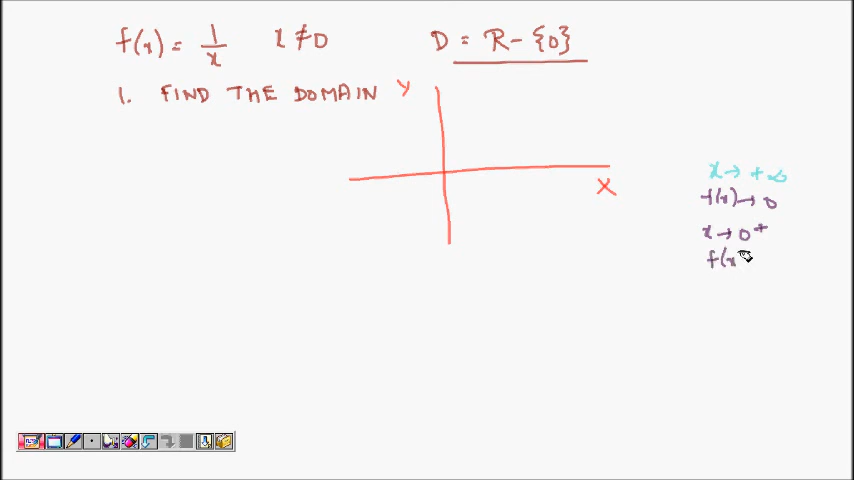 f(x) = 1/x x ≠ 0 D = R - {0}
1. FIND THE DOMAIN
Y
X
x → + ∞
f(x) → 0
x → 0+
f(x